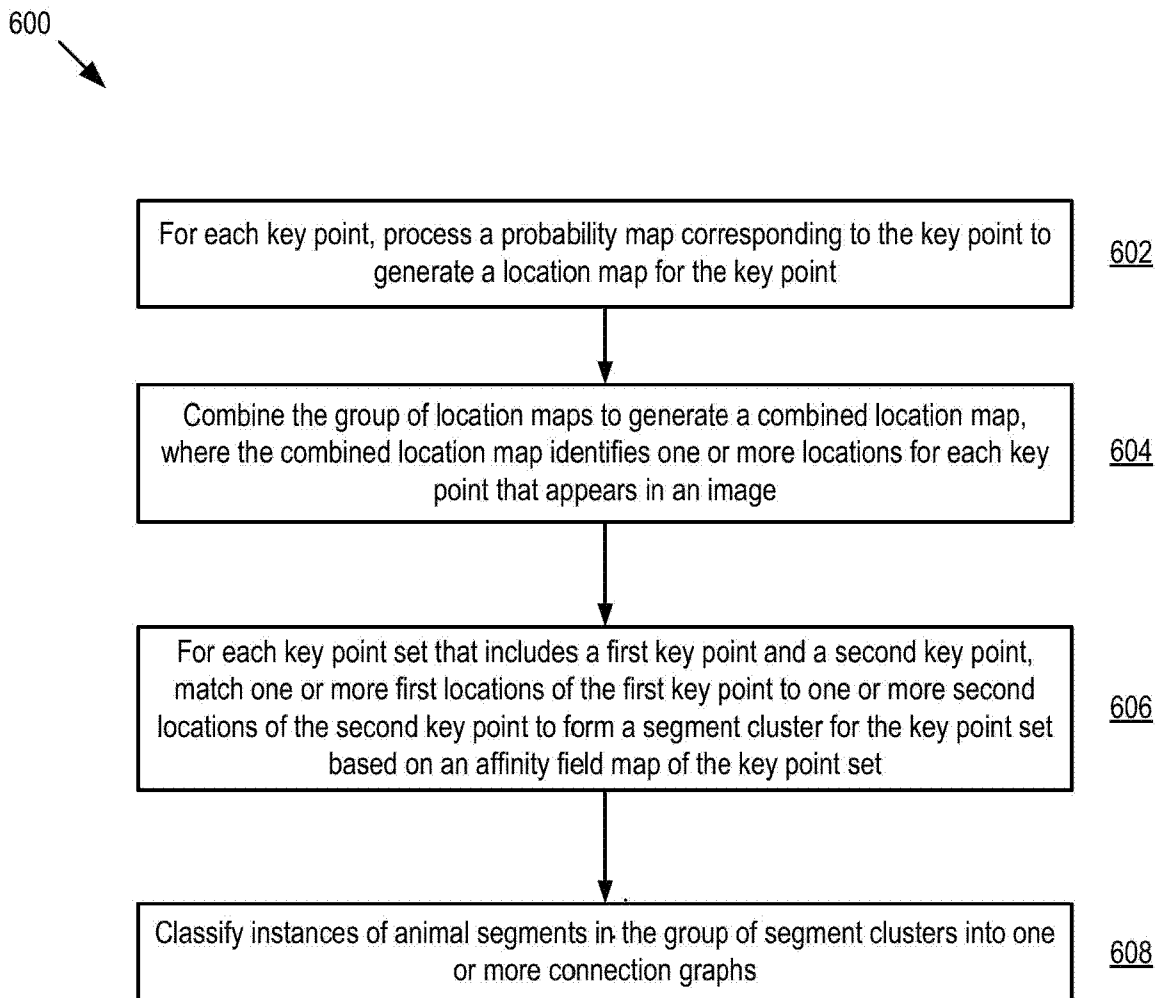 600
For each key point, process a probability map corresponding to the key point to
generate a location map for the key point
602
Combine the group of location maps to generate a combined location map,
where the combined location map identifies one or more locations for each key
point that appears in an image
604
For each key point set that includes a first key point and a second key point,
match one or more first locations of the first key point to one or more second
locations of the second key point to form a segment cluster for the key point set
based on an affinity field map of the key point set
606
Classify instances of animal segments in the group of segment clusters into one
or more connection graphs
608